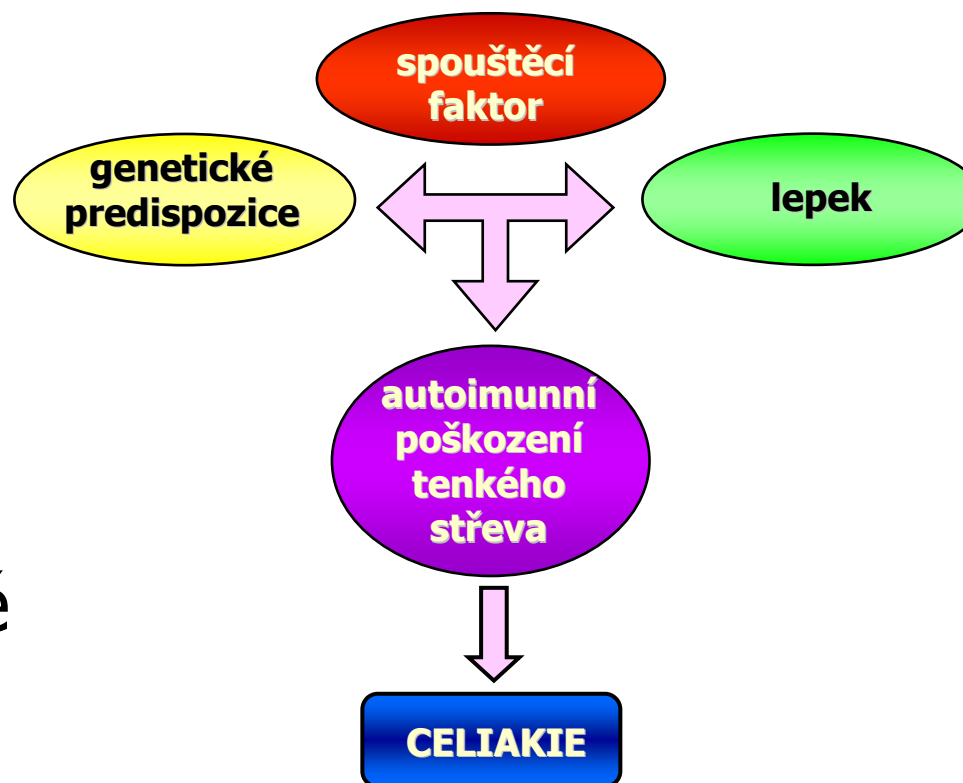 spouštěcí
faktor
genetické
predispozice
lepek
autoimunní
poškození
tenkého
střeva
é
CELIAKIE